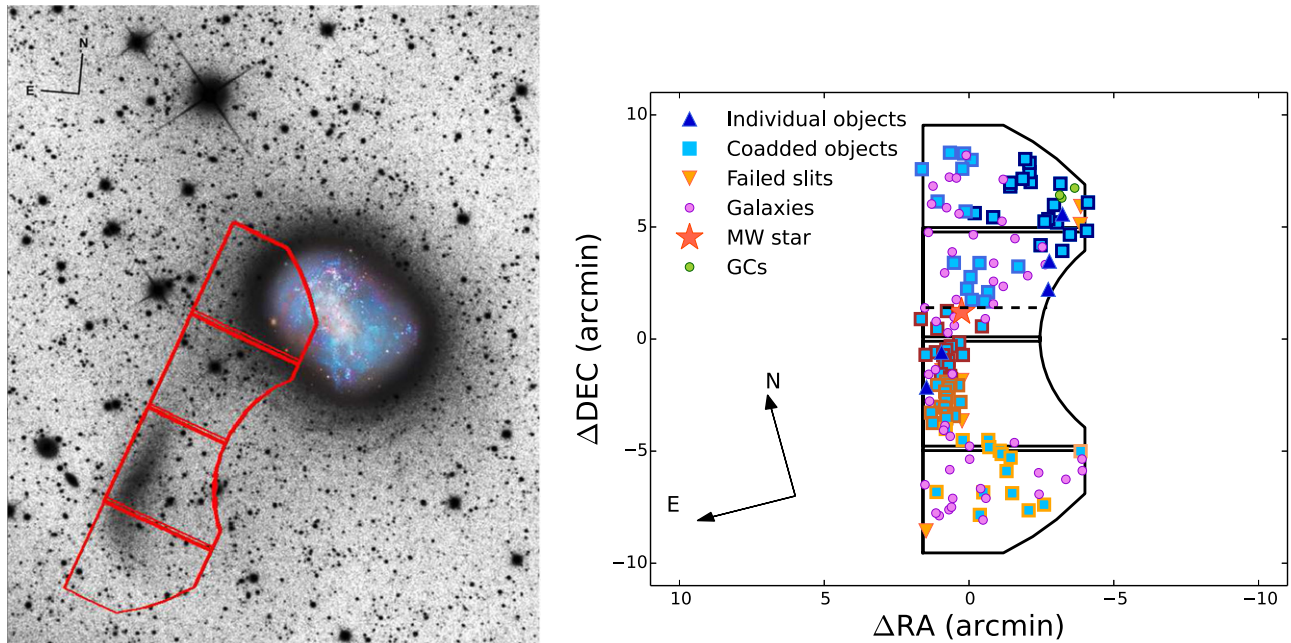 N
E
Individual objects
Coadded objects
Failed slits
Galaxies
MW star
GCs
10
5
0
−5
−10
ΔDEC (arcmin)
N
E
10
5
0
−5
−10
ΔRA (arcmin)